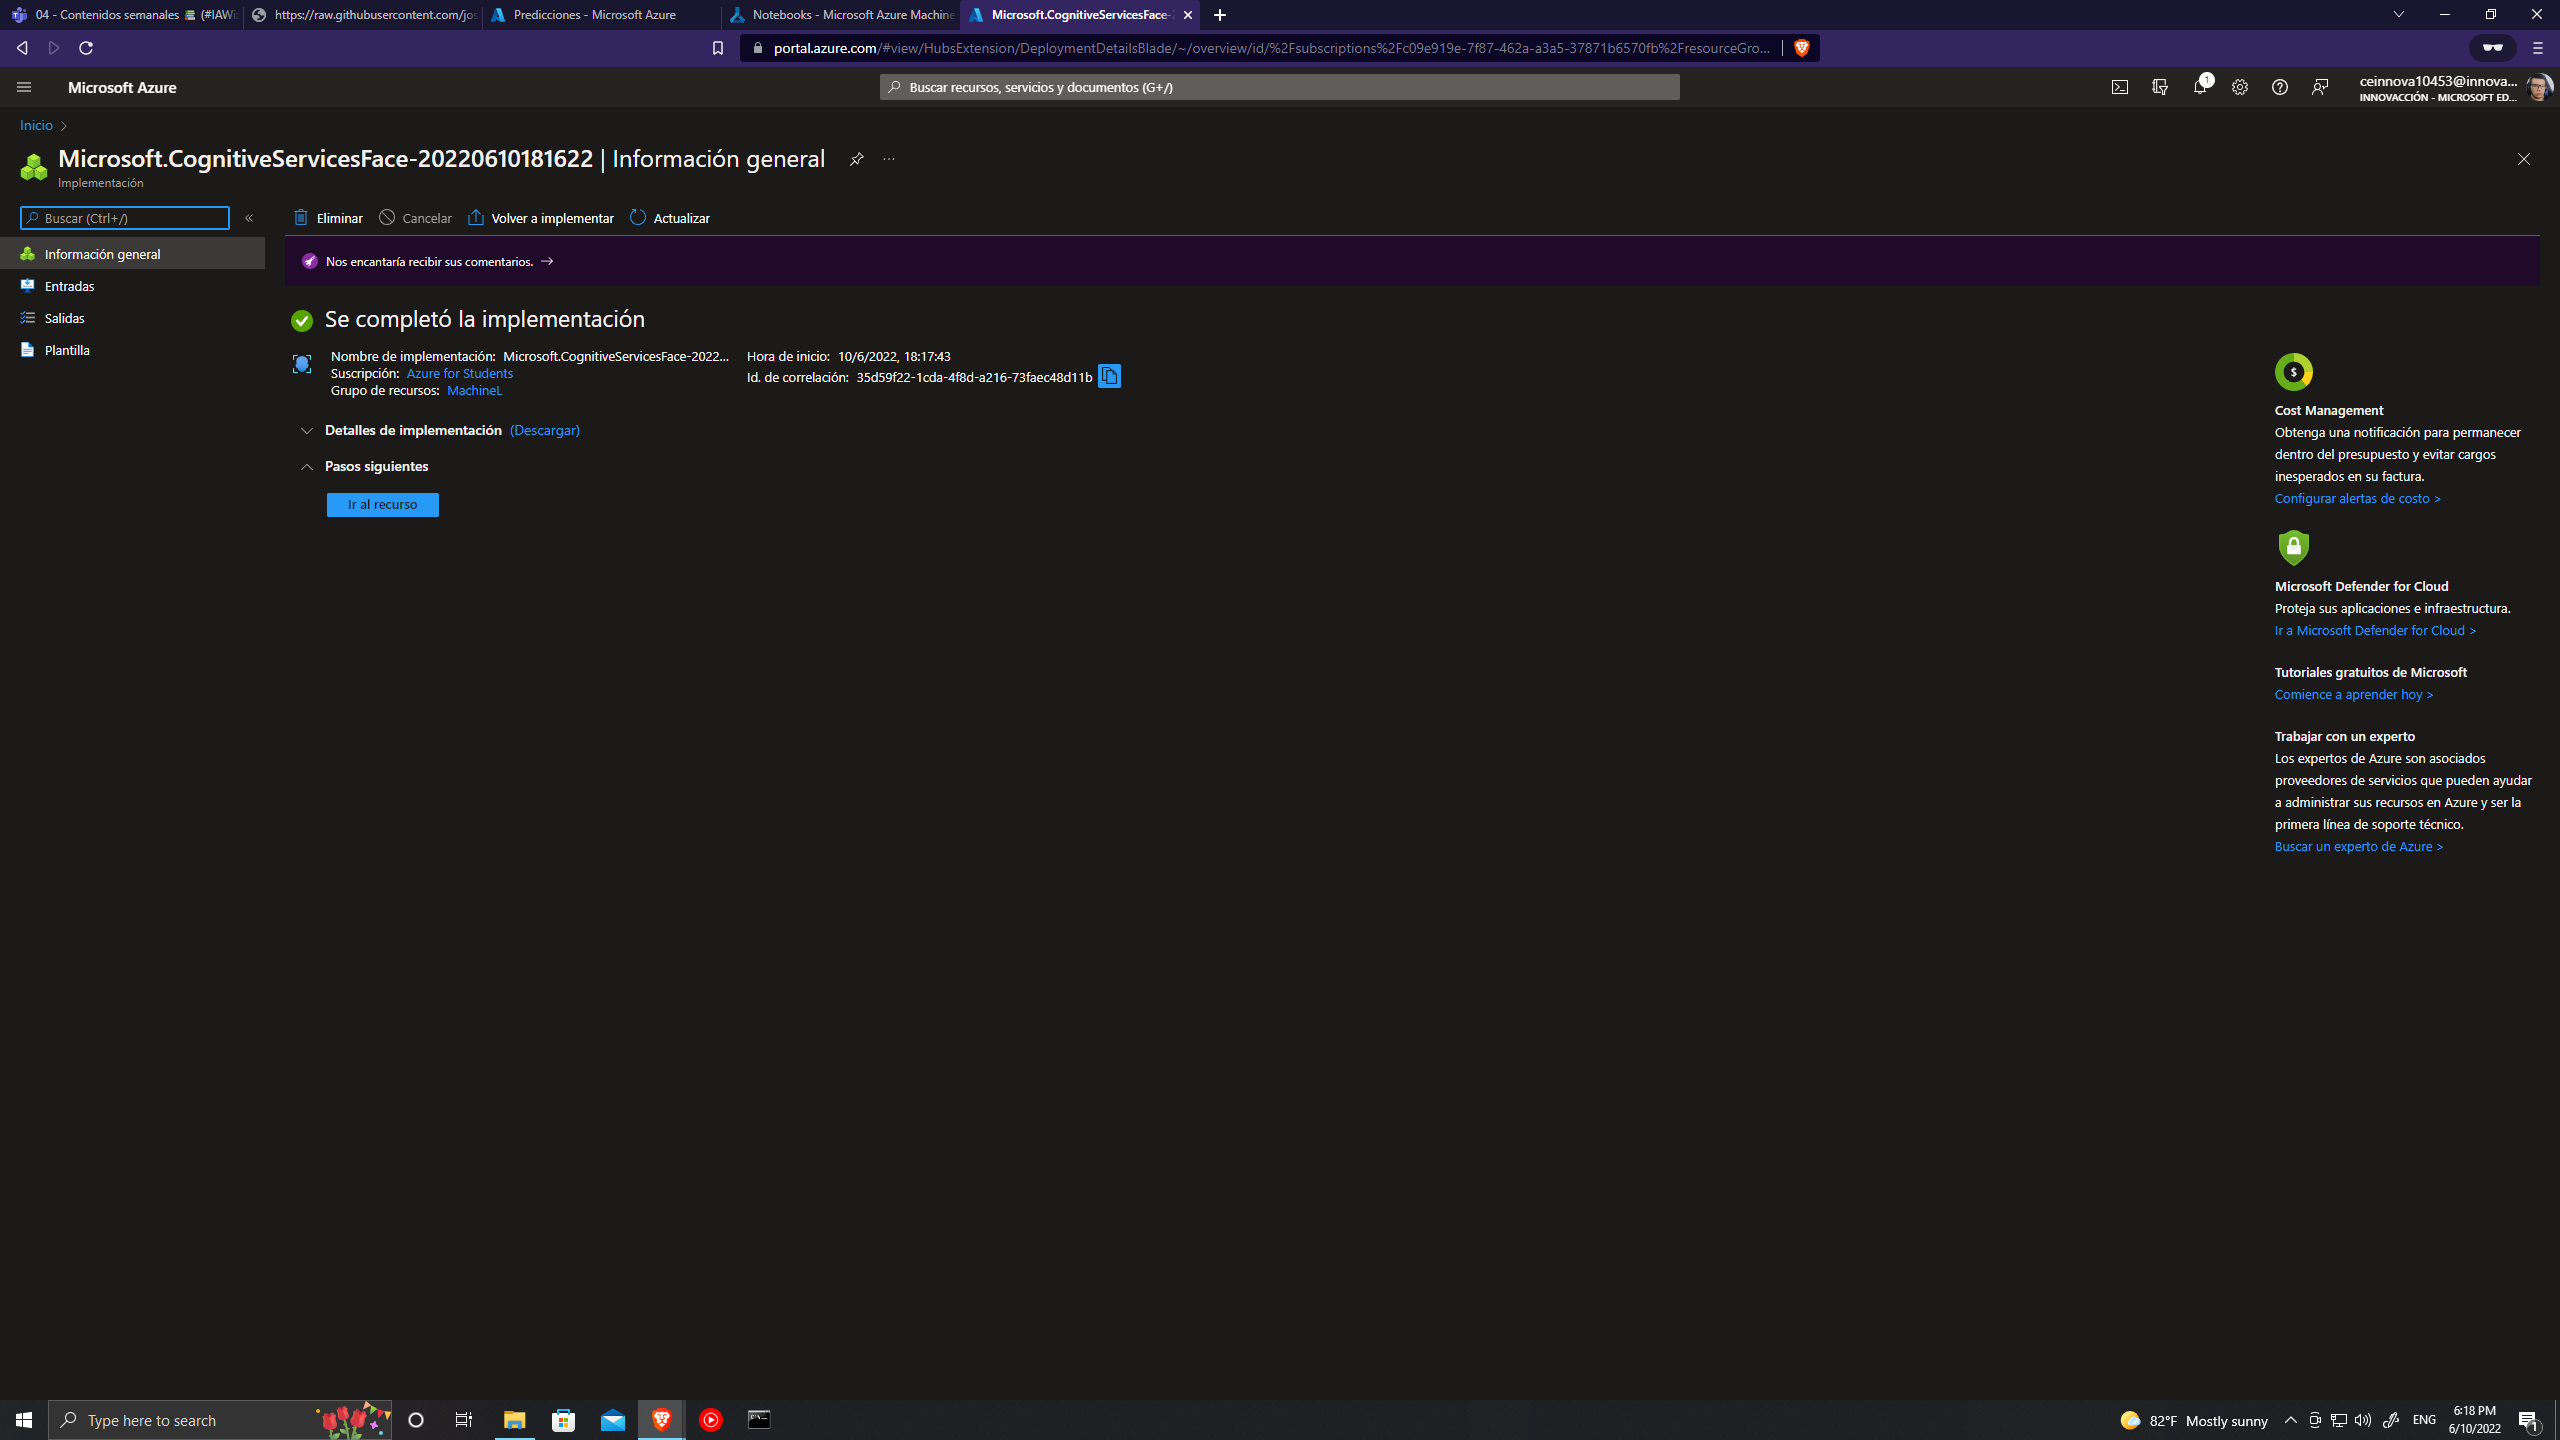 04 - Contenidos semanales (#IAWi
https://raw.githubusercontent.com/jos
Predicciones - Microsoft Azure
Notebooks - Microsoft Azure Machine
Microsoft.CognitiveServicesFace-2
portal.azure.com/#view/HubsExtension/DeploymentDetailsBlade/~/overview/id/%2Fsubscriptions%2Fc09e919e-7f87-462a-a3a5-37871b6570fb%2FresourceGro...
Microsoft Azure
Buscar recursos, servicios y documentos (G+/)
1
ceinnova10453@innova...
INNOVACCIÓN - MICROSOFT ED...
Inicio
Microsoft.CognitiveServicesFace-20220610181622 | Información general
Implementación
Buscar (Ctrl+/)
Eliminar
Cancelar
Volver a implementar
Actualizar
Información general
Entradas
Salidas
Plantilla
Nos encantaría recibir sus comentarios. →
Se completó la implementación
Nombre de implementación: Microsoft.CognitiveServicesFace-2022...
Suscripción: Azure for Students
Grupo de recursos: MachineL
Hora de inicio: 10/6/2022, 18:17:43
Id. de correlación: 35d59f22-1cda-4f8d-a216-73faec48d11b
Detalles de implementación (Descargar)
Pasos siguientes
Ir al recurso
$
Cost Management
Obtenga una notificación para permanecer
dentro del presupuesto y evitar cargos
inesperados en su factura.
Configurar alertas de costo >
Microsoft Defender for Cloud
Proteja sus aplicaciones e infraestructura.
Ir a Microsoft Defender for Cloud >
Tutoriales gratuitos de Microsoft
Comience a aprender hoy >
Trabajar con un experto
Los expertos de Azure son asociados
proveedores de servicios que pueden ayudar
a administrar sus recursos en Azure y ser la
primera línea de soporte técnico.
Buscar un experto de Azure >
Type here to search
82°F Mostly sunny
ENG
6:18 PM
6/10/2022
1